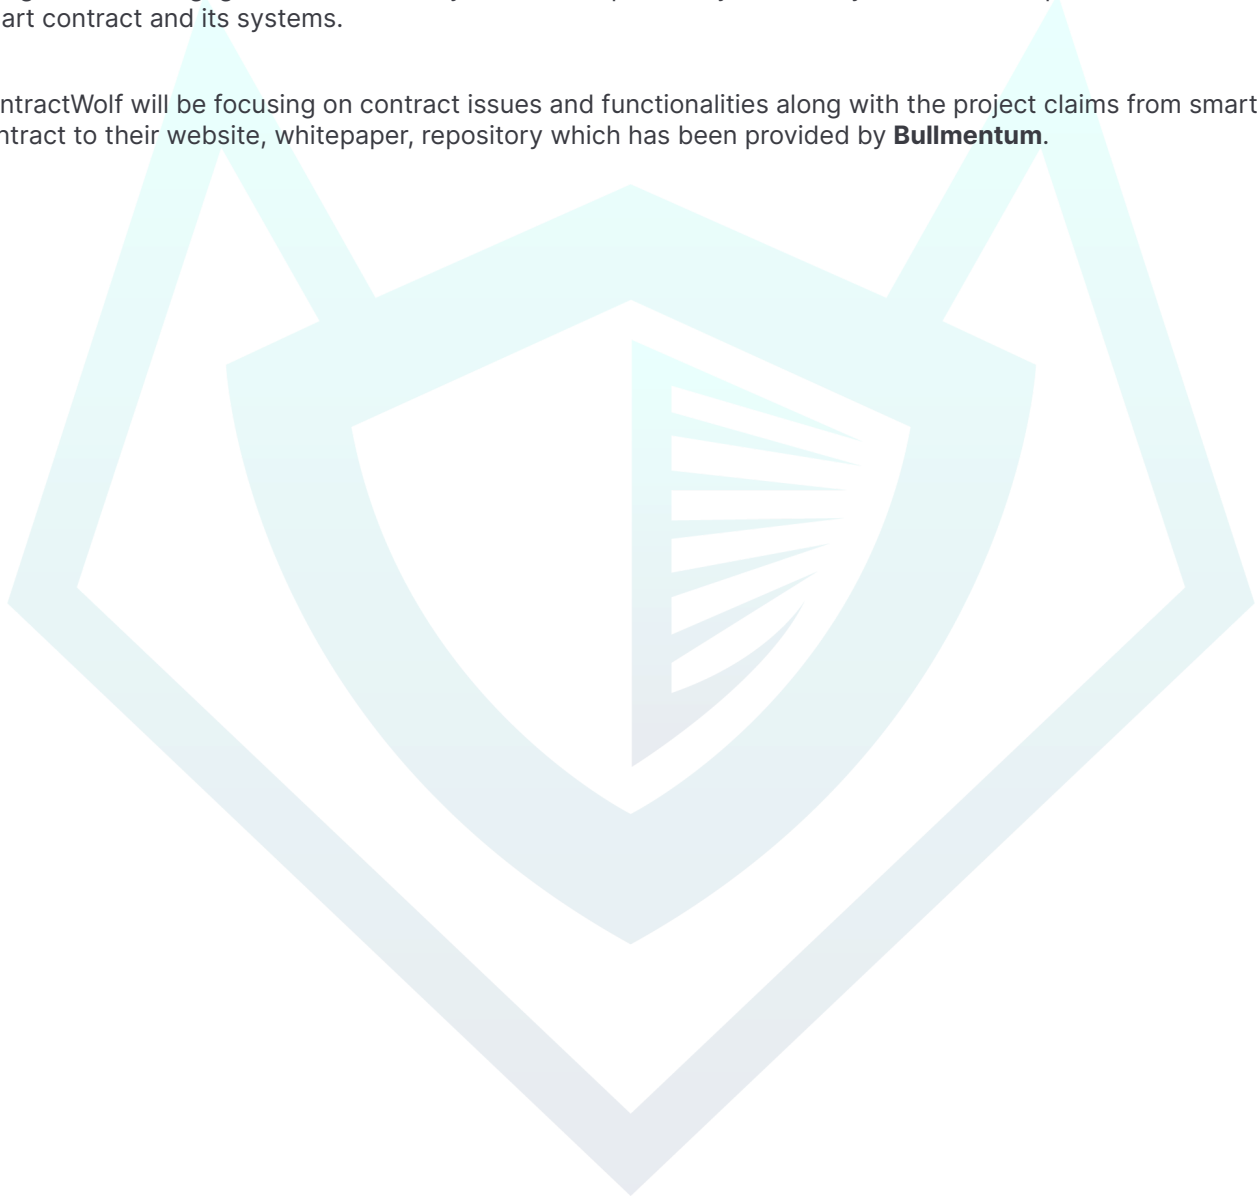 art contract and its systems.
ntractWolf will be focusing on contract issues and functionalities along with the project claims from smart
ntract to their website, whitepaper, repository which has been provided by Bullmentum.